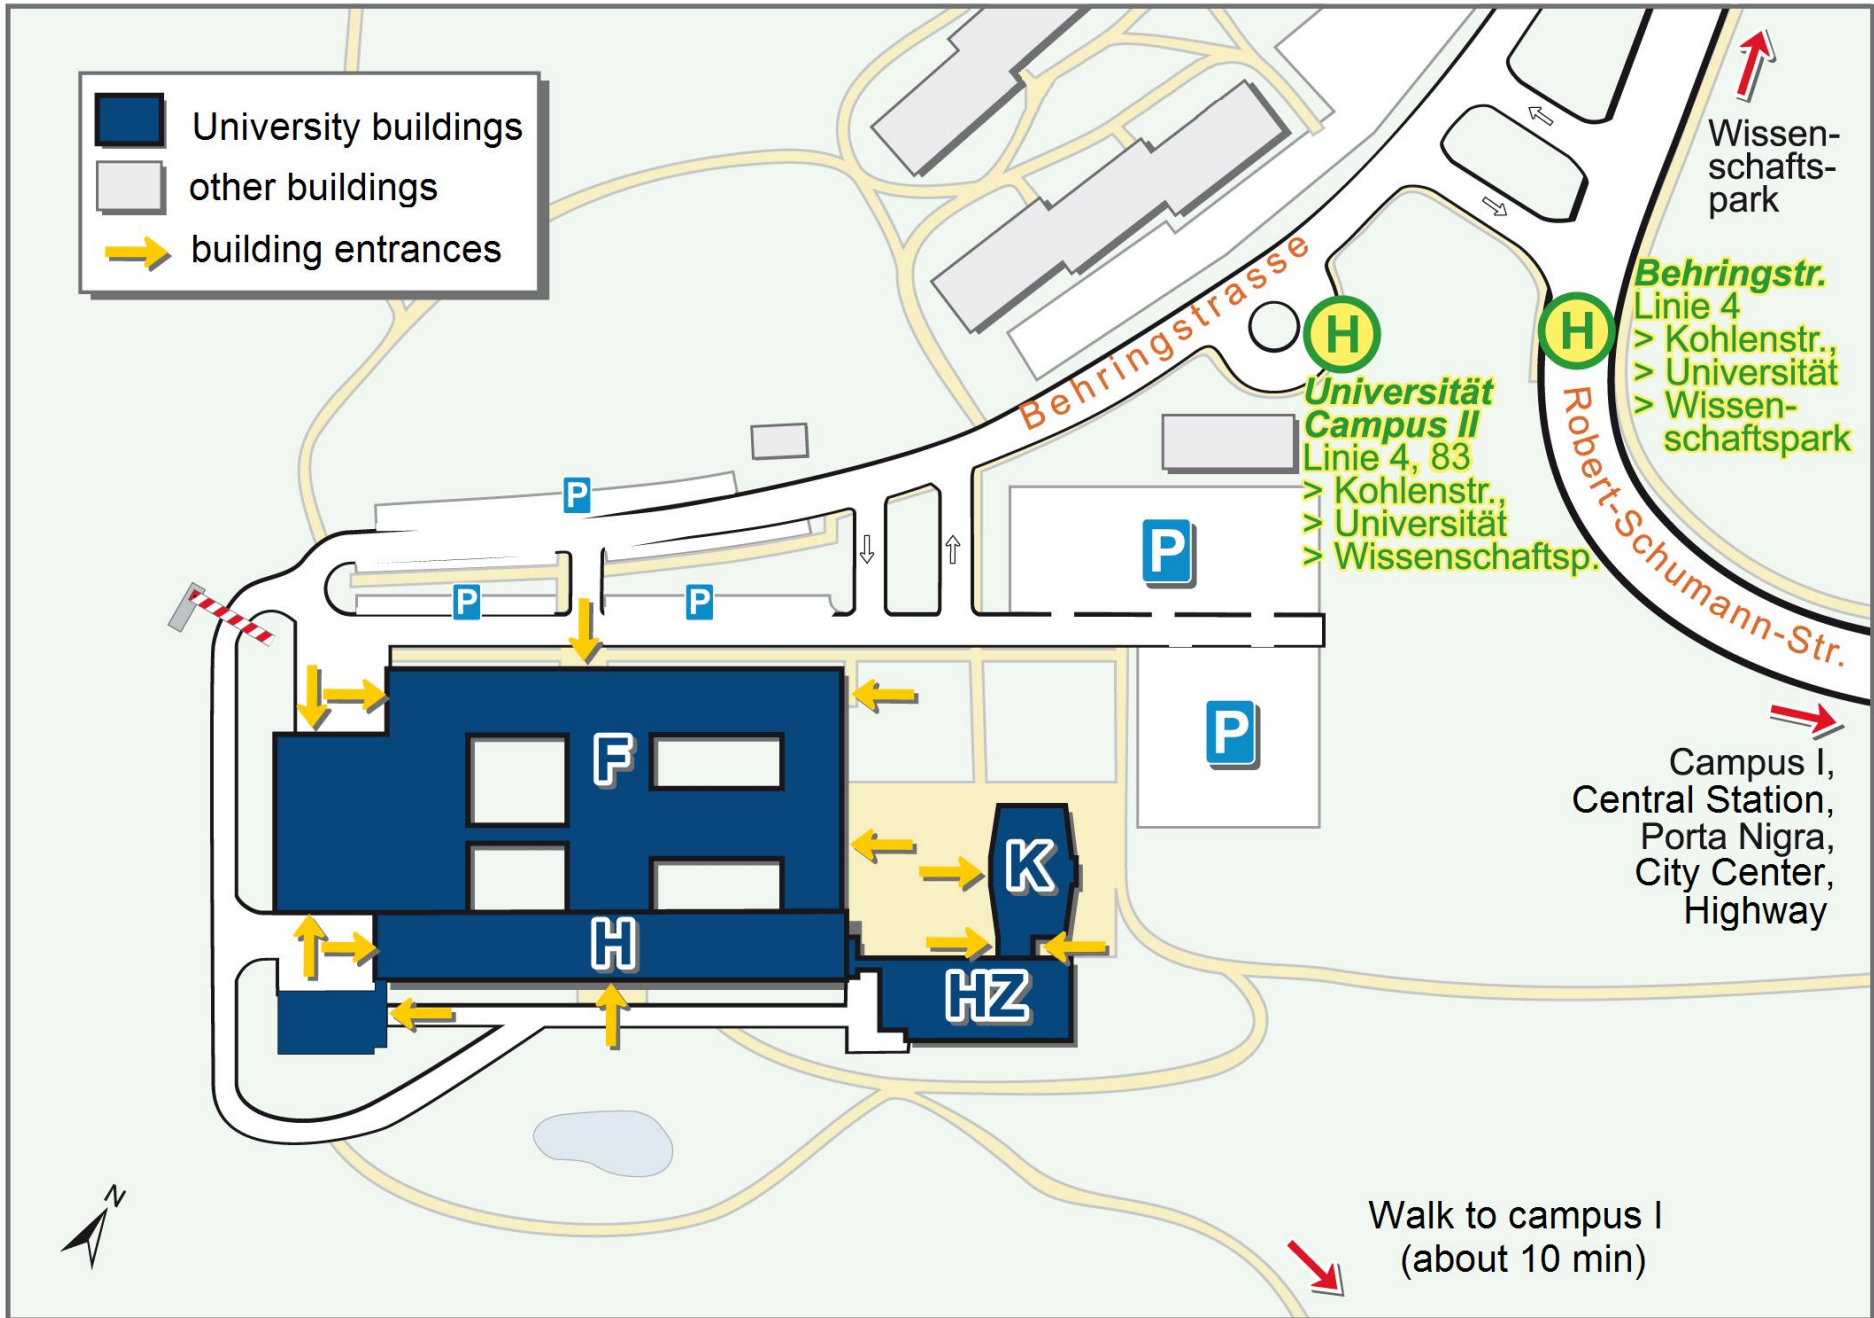 University buildings
other buildings
building entrances
Wissen-
schafts-
park
Behringstrasse
H
Universität
Campus II
Linie 4, 83
> Kohlenstr.,
> Universität
> Wissenschaftsp.
H
Behringstr.
Linie 4
> Kohlenstr.,
> Universität
> Wissen-
schaftspark
Robert-Schumann-Str.
P
P
P
P
P
F
K
H
HZ
Campus I,
Central Station,
Porta Nigra,
City Center,
Highway
N
Walk to campus I
(about 10 min)